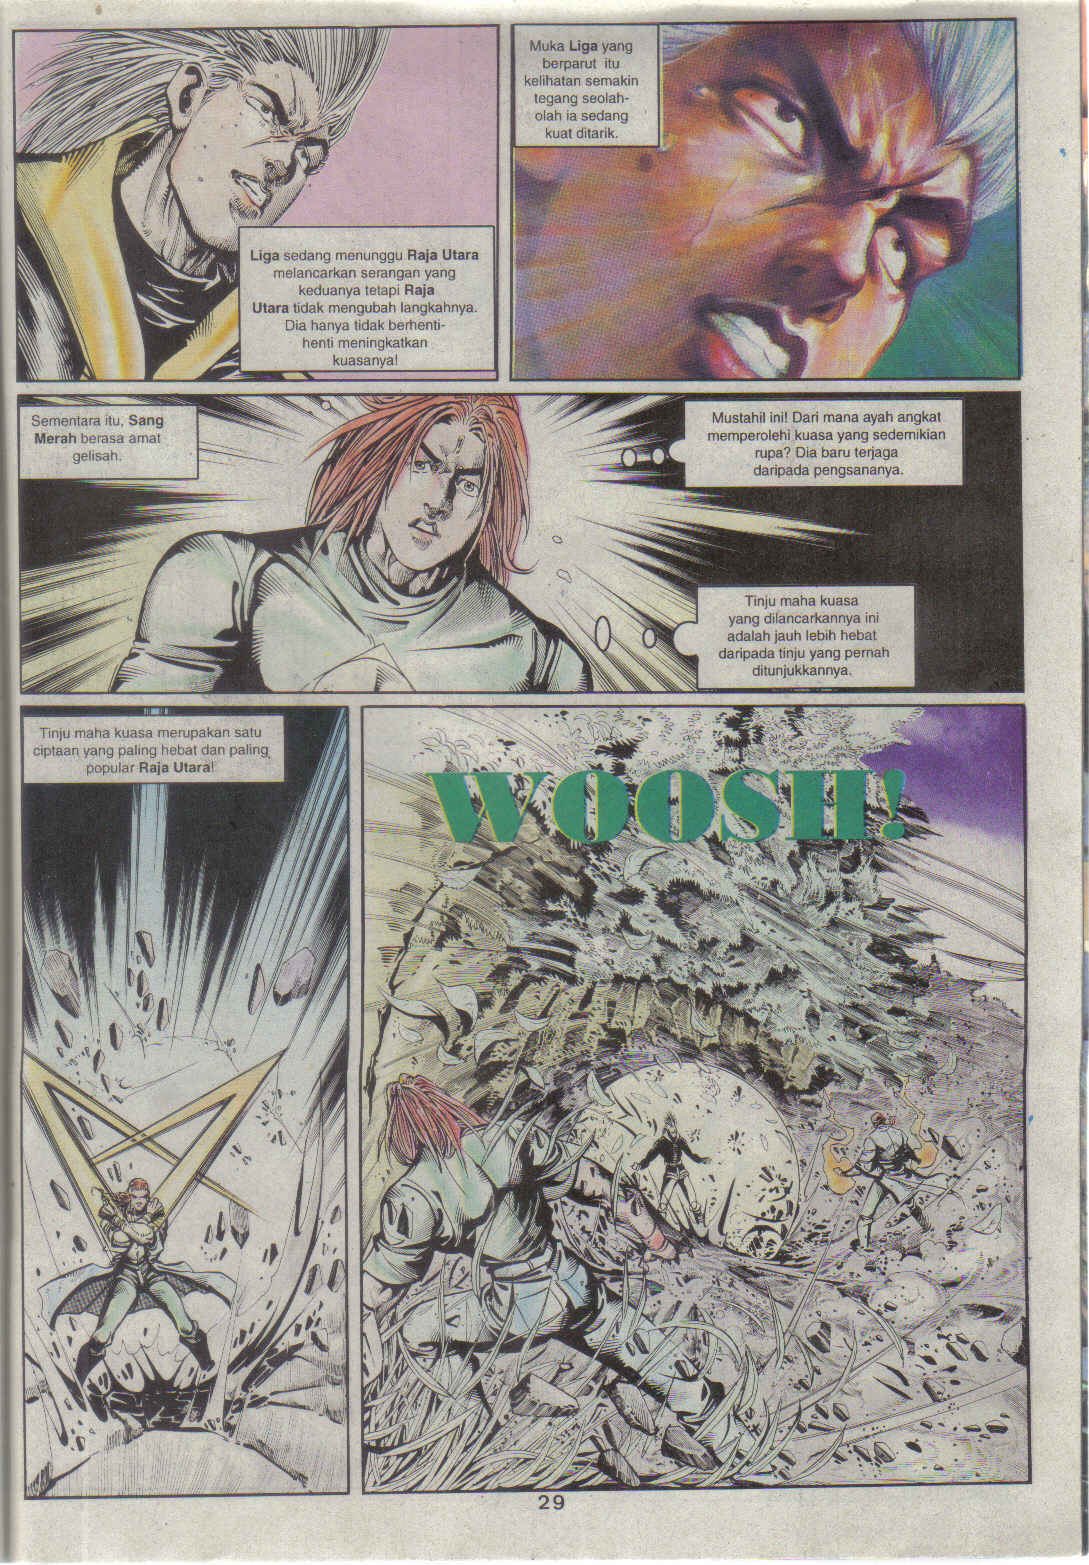 Liga sedang menunggu Raja Utara
melancarkan serangan yang
keduanya tetapi Raja
Utara tidak mengubah langkahnya.
Dia hanya tidak berhenti-
henti meningkatkan
kuasanya!
Muka Liga yang
berparut itu
kelihatan semakin
tegang seolah-
olah ia sedang
kuat ditarik.
Sementara itu, Sang
Merah berasa amat
gelisah.
Mustahil ini! Dari mana ayah angkat
memperolehi kuasa yang sedemikian
rupa? Dia baru terjaga
daripada pengsananya.
Tinju maha kuasa
yang dilancarkannya ini
adalah jauh lebih hebat
daripada tinju yang pernah
ditunjukkannya.
Tinju maha kuasa merupakan satu
ciptaan yang paling hebat dan paling
popular Raja Utara!
WOOSH!
29